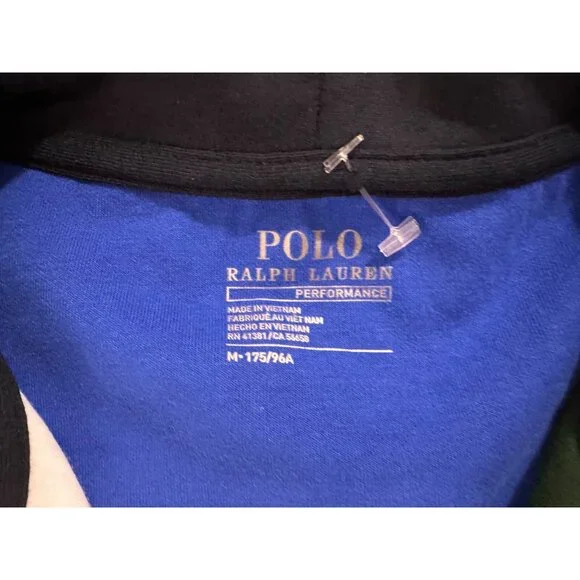 POLO
RALPH LAUREN
PERFORMANCE
MADE IN VIETNAM
FABRIQUÉ AU VIÊT NAM
HECHO EN VIETNAM
RN 41381/CA 56658
M-175/96A